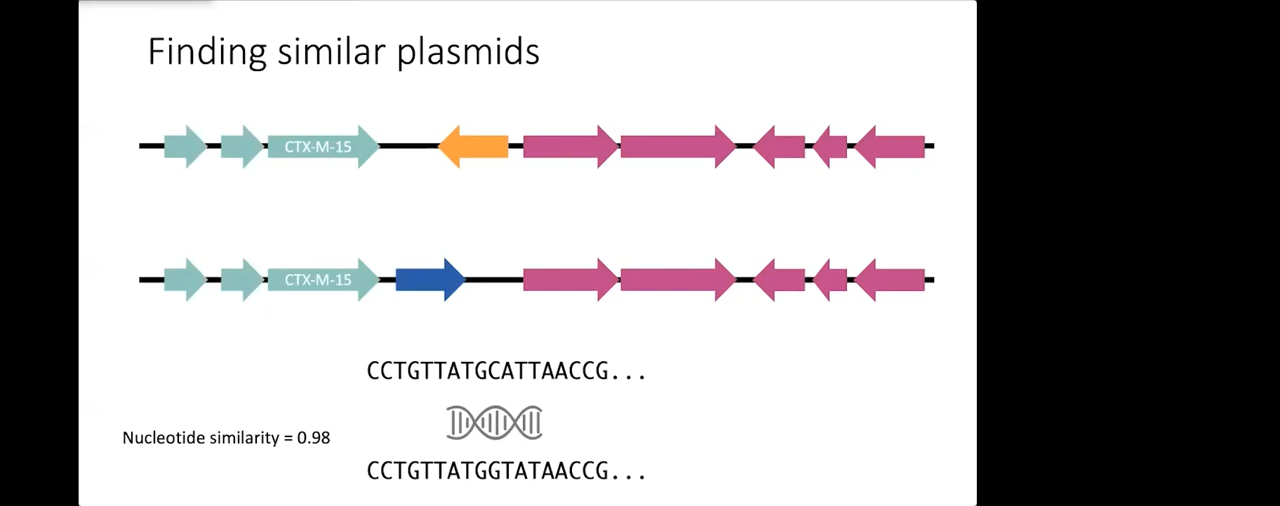 Finding similar plasmids
CTX-M-15
CTX-M-15
CCTGTTATGCATTAACCG...
Nucleotide similarity = 0.98
CCTGTTATGGTATAACCG...